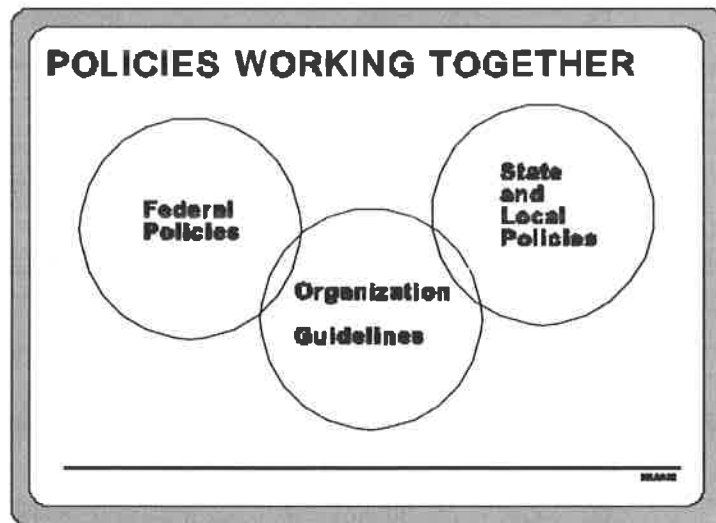 POLICIES WORKING TOGETHER
Federal
Policies
State
and
Local
Policies
Organization
Guidelines